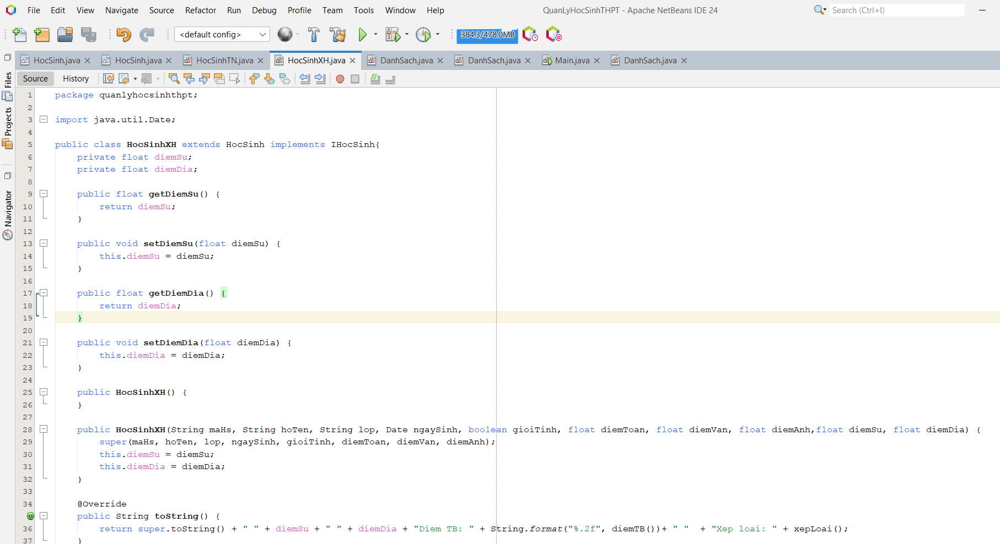 File Edit View Navigate Source Refactor Run Debug Profile Team Tools Window Help QuanLyHocSinhTHPT - Apache NetBeans IDE 24 Search (Ctrl+I)
<default config> 384.3/478.0MB
HocSinh.java HocSinh.java HocSinhTN.java HocSinhXH.java DanhSach.java DanhSach.java Main.java DanhSach.java
Source History
Files
Projects
Navigator
1 package quanlyhocsinhthpt;
2
3 import java.util.Date;
4
5 public class HocSinhXH extends HocSinh implements IHocSinh{
6 private float diemSu;
7 private float diemDia;
8
9 public float getDiemSu() {
10 return diemSu;
11 }
12
13 public void setDiemSu(float diemSu) {
14 this.diemSu = diemSu;
15 }
16
17 public float getDiemDia() {
18 return diemDia;
19 }
20
21 public void setDiemDia(float diemDia) {
22 this.diemDia = diemDia;
23 }
24
25 public HocSinhXH() {
26 }
27
28 public HocSinhXH(String maHs, String hoTen, String lop, Date ngaySinh, boolean gioiTinh, float diemToan, float diemVan, float diemAnh,float diemSu, float diemDia) {
29 super(maHs, hoTen, lop, ngaySinh, gioiTinh, diemToan, diemVan, diemAnh);
30 this.diemSu = diemSu;
31 this.diemDia = diemDia;
32 }
33
34 @Override
public String toString() {
36 return super.toString() + " " + diemSu + " " + diemDia + "Diem TB: " + String.format("%.2f", diemTB())+ " " + "Xep loai: " + xepLoai();
37 }